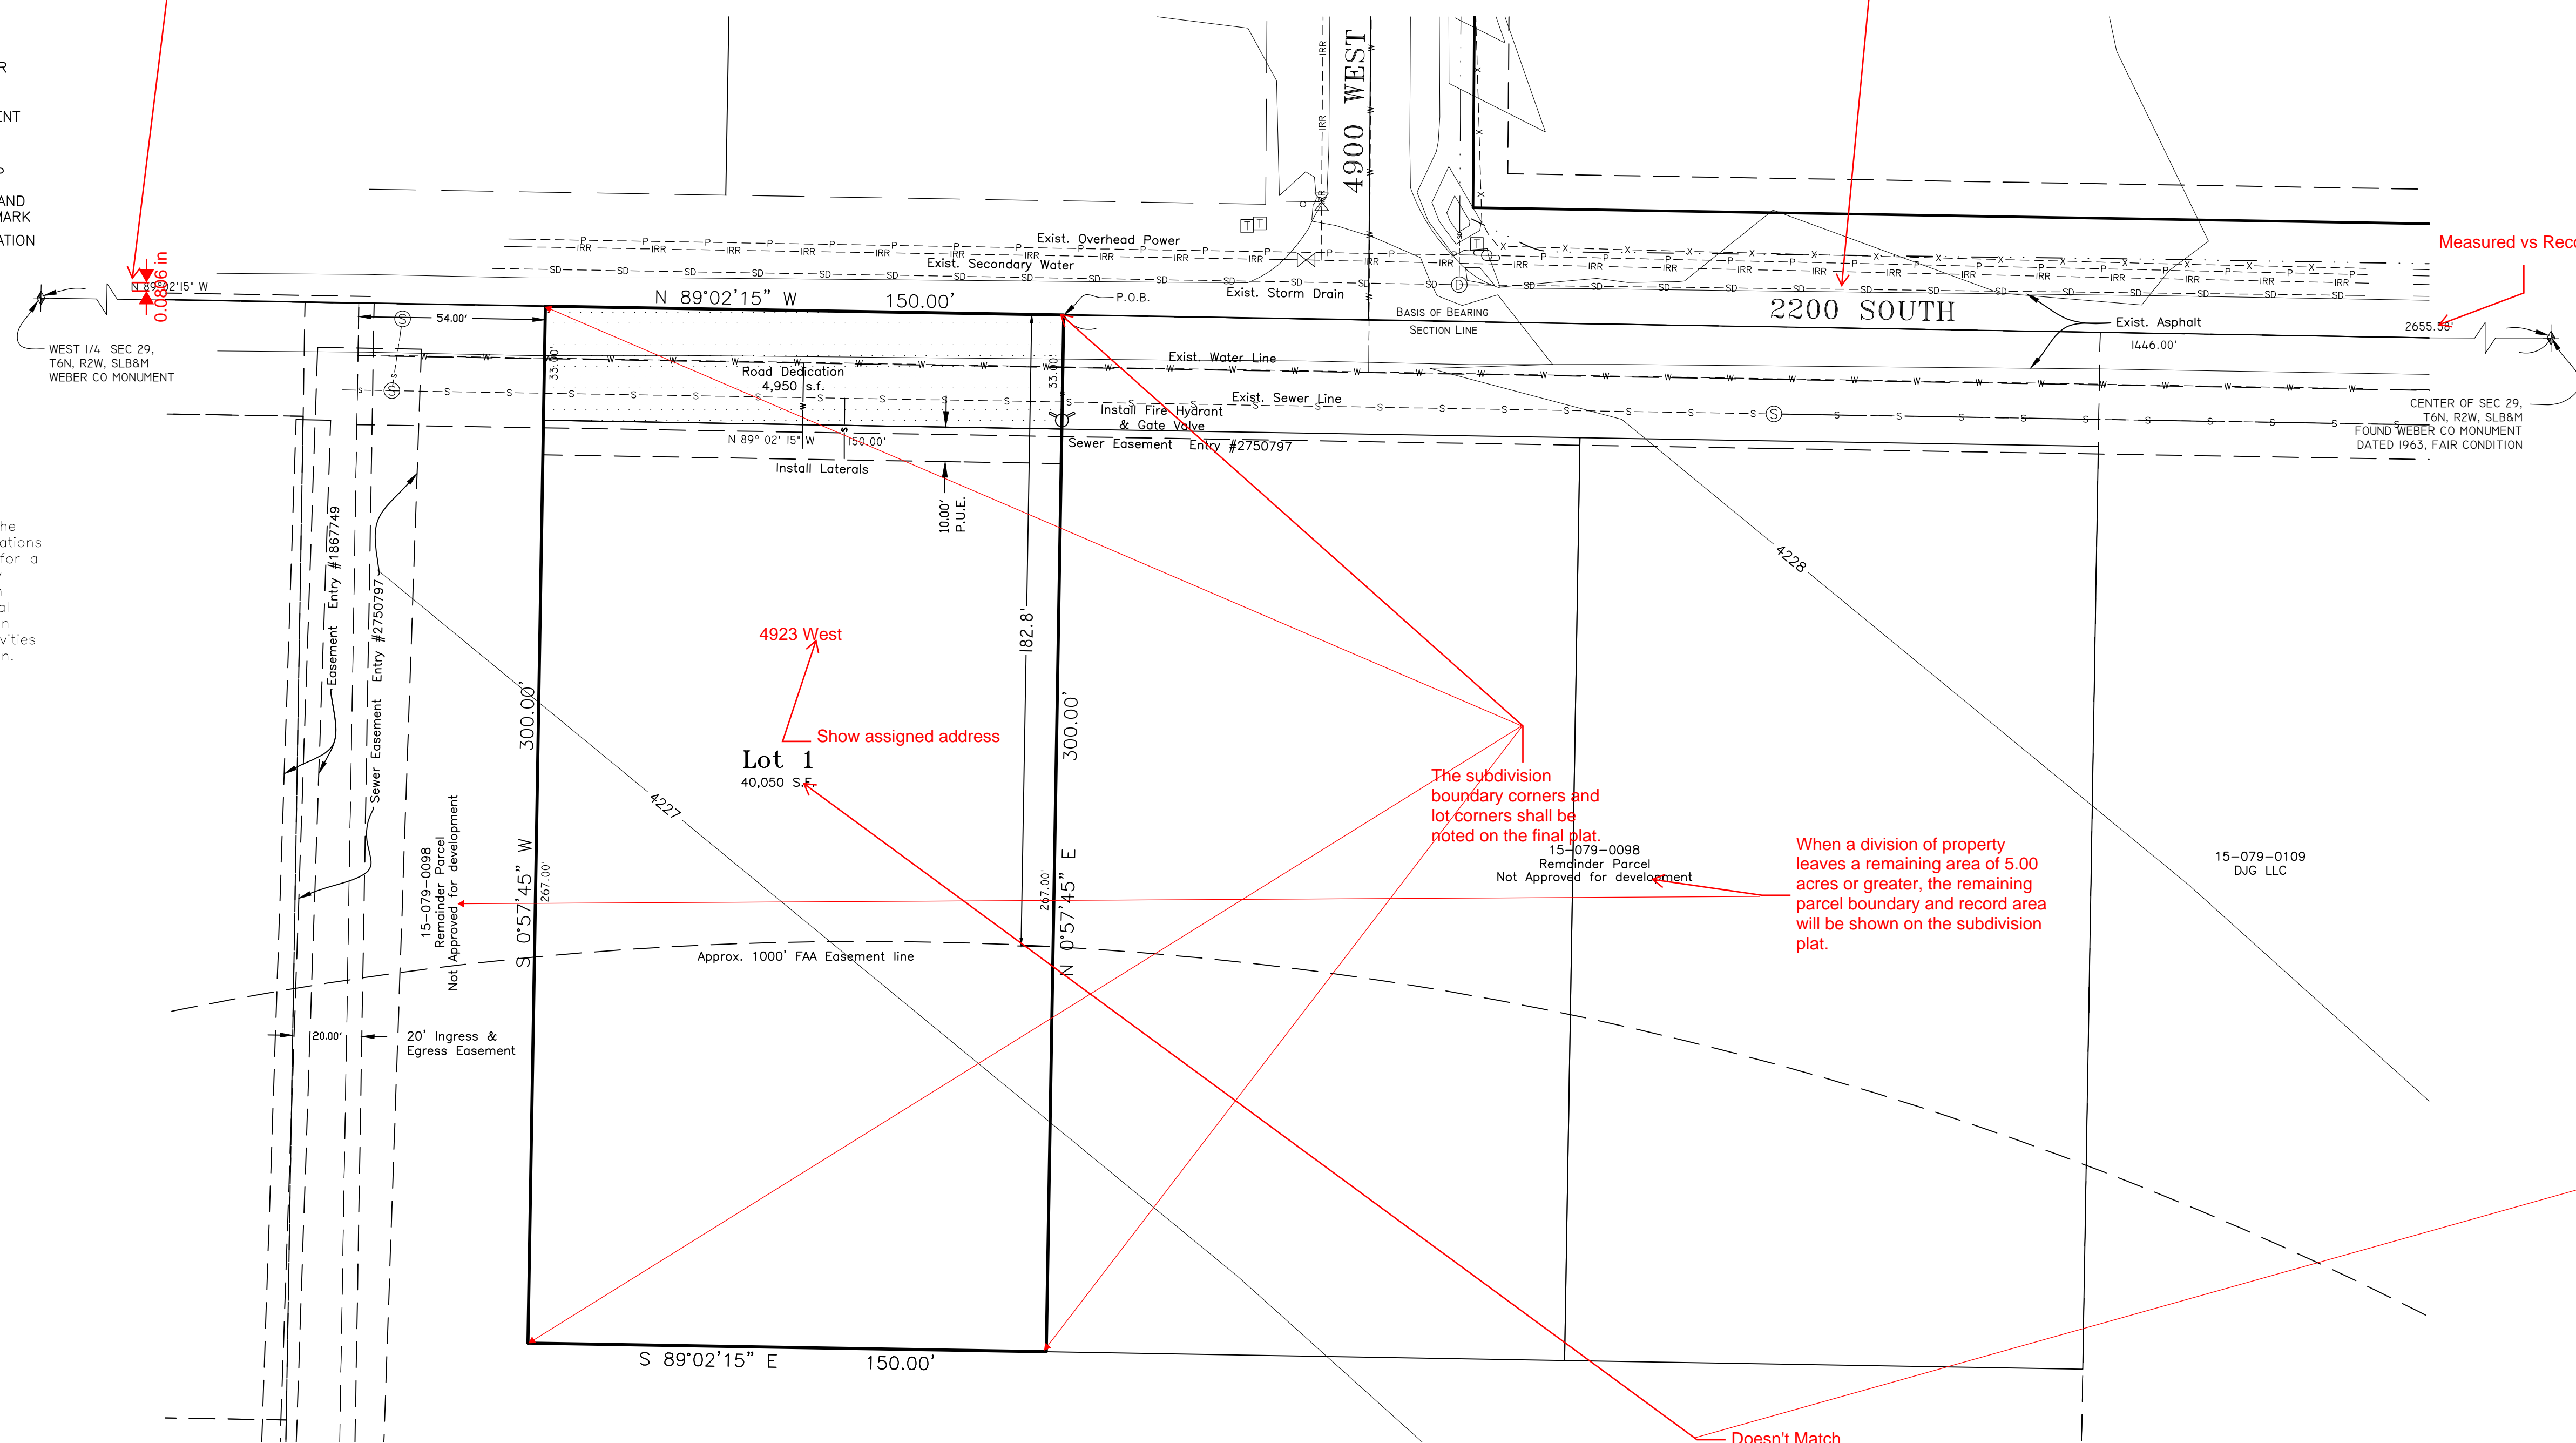 R
ENT
P
AND
MARK
ATION
he
ations
for a
n
al
n
vities
n.
0.0896 in
N 89°02'15" W
WEST 1/4 SEC 29,
T6N, R2W, SLB&M
WEBER CO MONUMENT
54.00'
N 89°02'15" W 150.00'
P.O.B.
Exist. Overhead Power
Exist. Secondary Water
Exist. Storm Drain
4900 WEST
BASIS OF BEARING
SECTION LINE
2200 SOUTH
Exist. Asphalt
Measured vs Reco
2655.50'
1446.00'
CENTER OF SEC 29,
T6N, R2W, SLB&M
FOUND WEBER CO MONUMENT
DATED 1963, FAIR CONDITION
Exist. Water Line
Exist. Sewer Line
Road Dedication
4,950 s.f.
33.00'
33.00'
Install Fire Hydrant
& Gate Valve
N 89° 02' 15" W 150.00'
Sewer Easement Entry #2750797
Install Laterals
10.00'
P.U.E.
Easement Entry #1867749
Sewer Easement Entry #2750797
182.8'
4228
4923 West
Show assigned address
Lot 1
40,050 S.F.
4227
300.00'
S 0°57'45" W
267.00'
300.00'
N 0°57'45" E
267.00'
15-079-0098
Remainder Parcel
Not Approved for development
The subdivision
boundary corners and
lot corners shall be
noted on the final plat.
15-079-0098
Remainder Parcel
Not Approved for development
When a division of property
leaves a remaining area of 5.00
acres or greater, the remaining
parcel boundary and record area
will be shown on the subdivision
plat.
15-079-0109
DJG LLC
Approx. 1000' FAA Easement line
20.00'
20' Ingress &
Egress Easement
S 89°02'15" E 150.00'
Doesn't Match